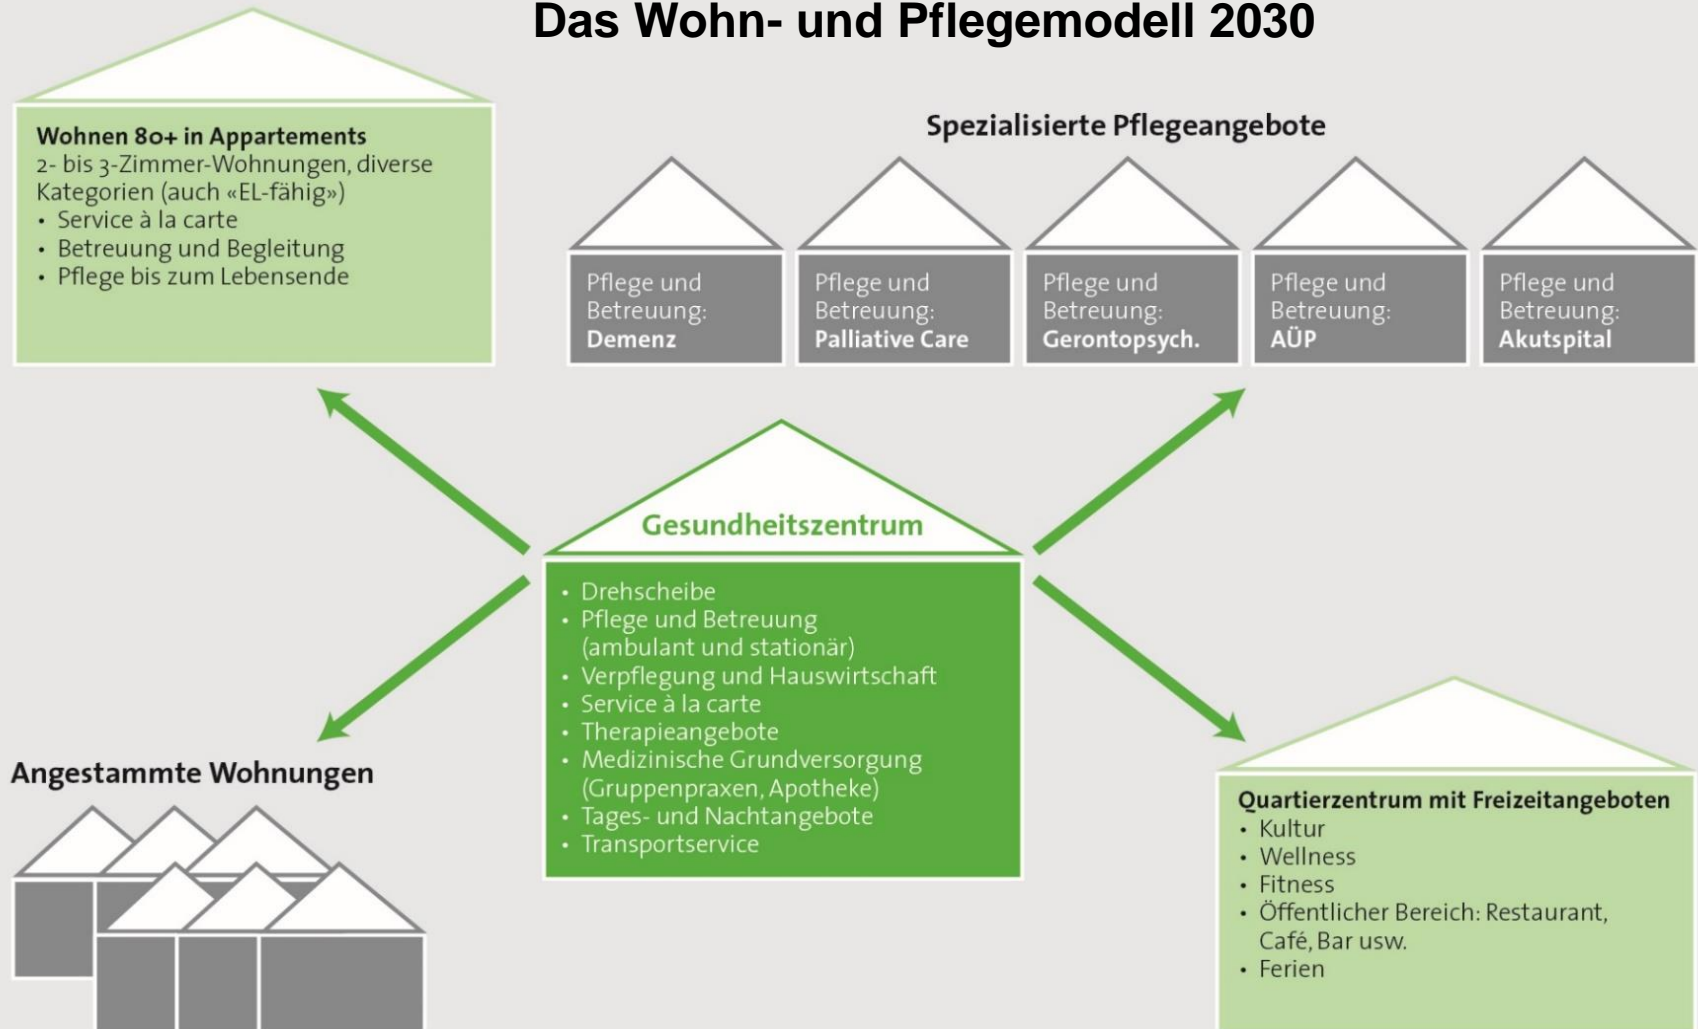 Das Wohn- und Pflegemodell 2030
Wohnen 80+ in Appartements
2- bis 3-Zimmer-Wohnungen, diverse
Kategorien (auch «EL-fähig»)
• Service à la carte
• Betreuung und Begleitung
• Pflege bis zum Lebensende
Spezialisierte Pflegeangebote
Pflege und
Betreuung:
Demenz
Pflege und
Betreuung:
Palliative Care
Pflege und
Betreuung:
Gerontopsych.
Pflege und
Betreuung:
AÜP
Pflege und
Betreuung:
Akutspital
Gesundheitszentrum
• Drehscheibe
• Pflege und Betreuung
(ambulant und stationär)
• Verpflegung und Hauswirtschaft
• Service à la carte
• Therapieangebote
• Medizinische Grundversorgung
(Gruppenpraxen, Apotheke)
• Tages- und Nachtangebote
• Transportservice
Angestammte Wohnungen
Quartierzentrum mit Freizeitangeboten
• Kultur
• Wellness
• Fitness
• Öffentlicher Bereich: Restaurant,
Café, Bar usw.
• Ferien